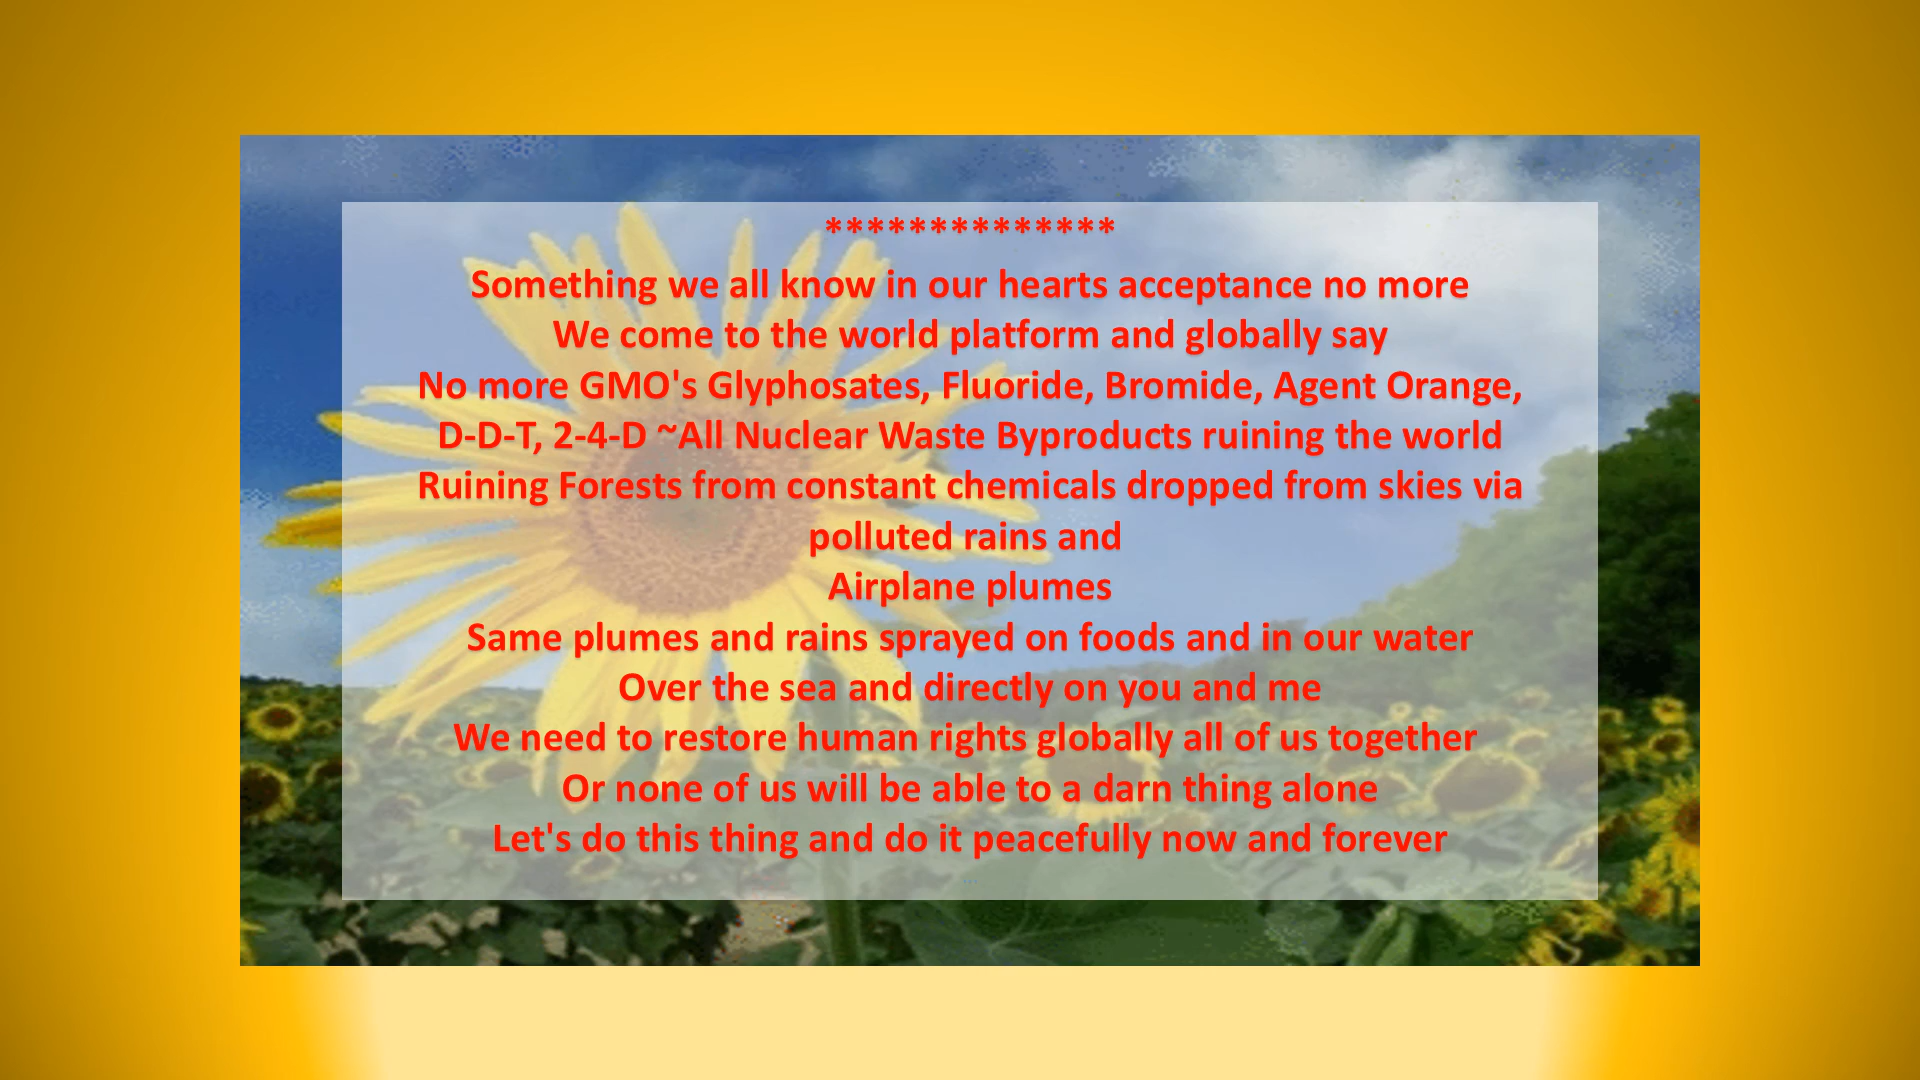 **************
Something we all know in our hearts acceptance no more
We come to the world platform and globally say
No more GMO's Glyphosates, Fluoride, Bromide, Agent Orange,
D-D-T, 2-4-D ~All Nuclear Waste Byproducts ruining the world
Ruining Forests from constant chemicals dropped from skies via
polluted rains and
Airplane plumes
Same plumes and rains sprayed on foods and in our water
Over the sea and directly on you and me
We need to restore human rights globally all of us together
Or none of us will be able to a darn thing alone
Let's do this thing and do it peacefully now and forever
...